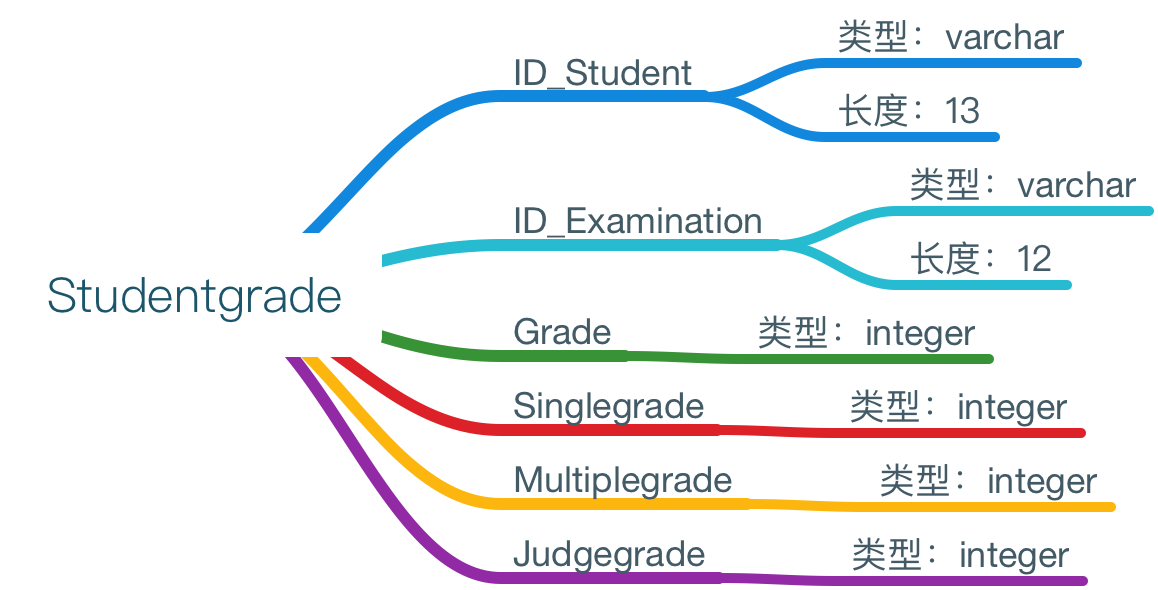 Studentgrade
ID_Student
类型：varchar
长度：13
ID_Examination
类型：varchar
长度：12
Grade
类型：integer
Singlegrade
类型：integer
Multiplegrade
类型：integer
Judgegrade
类型：integer